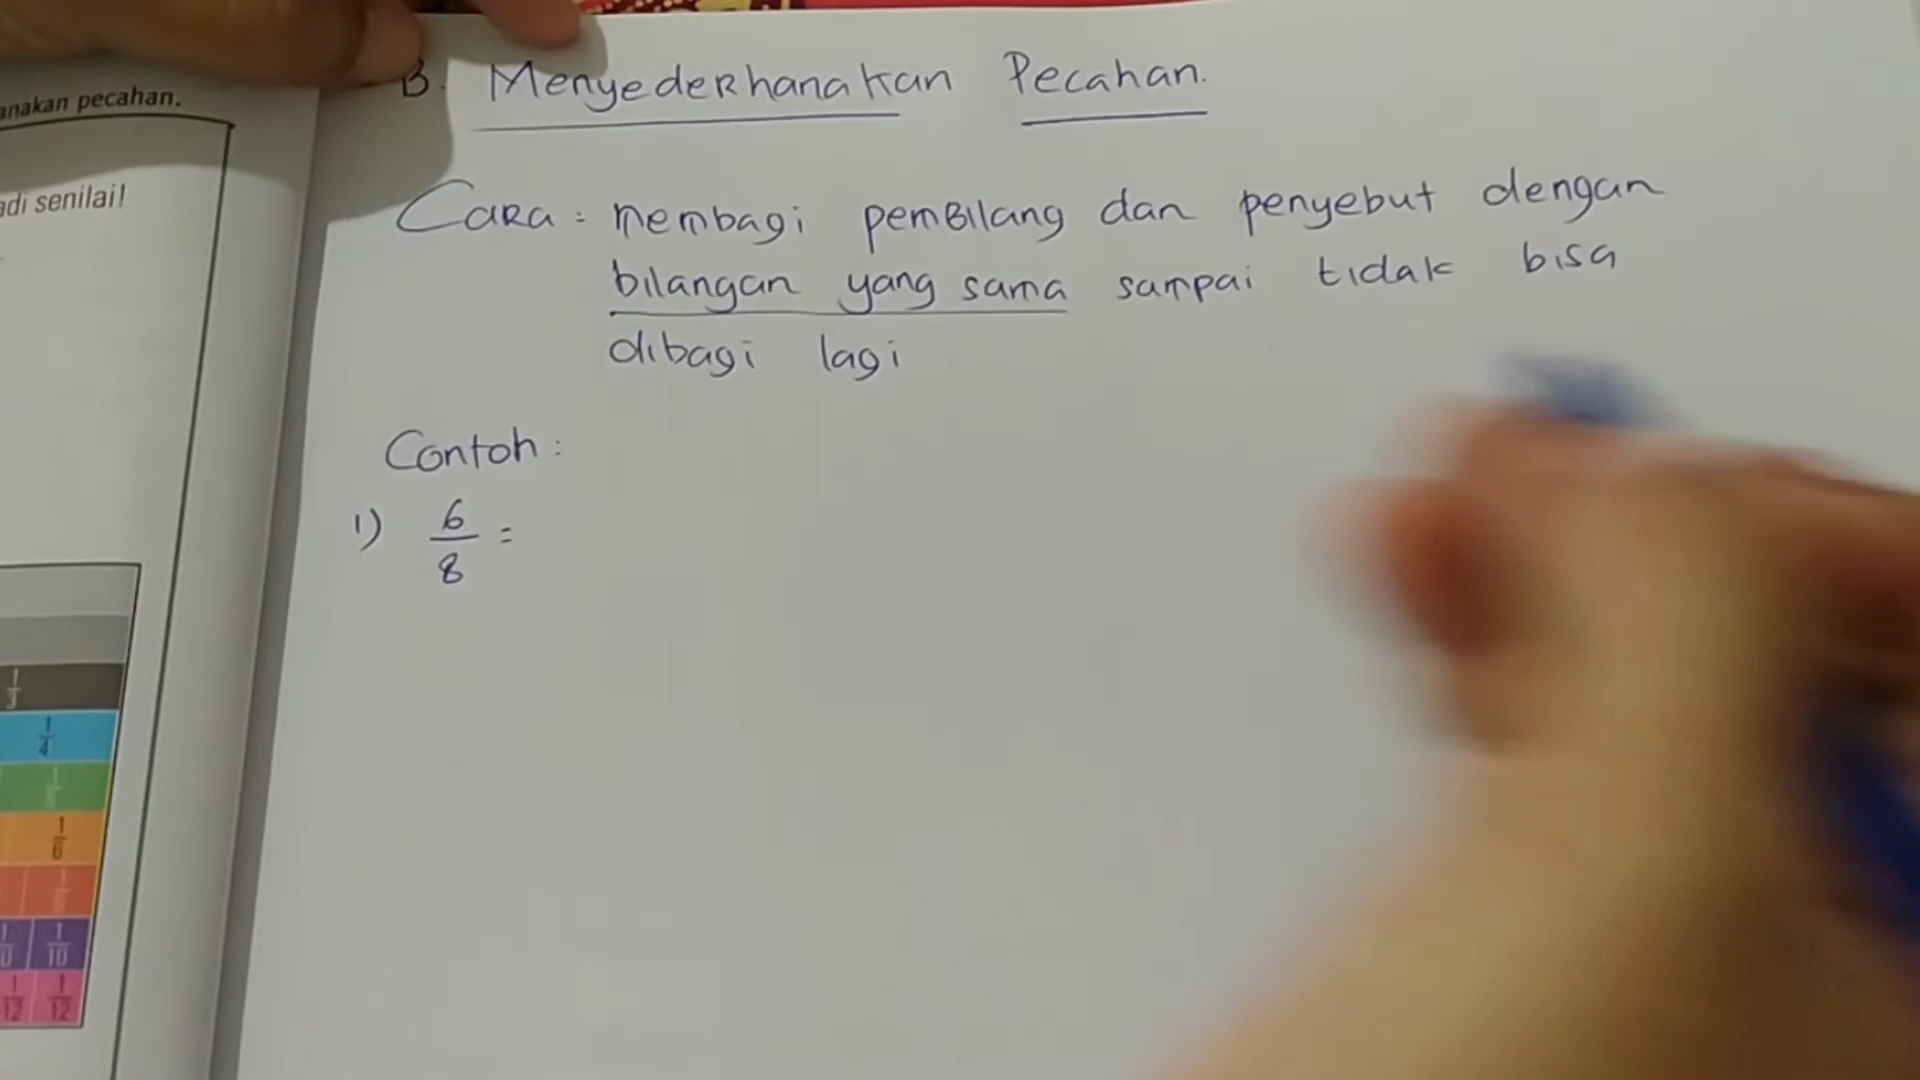 anakan pecahan.
adi senilai!
1/3
1/4
1/6
1/10
1/12 1/12
B. MenyedeRhanakan Pecahan.
Cara = membagi pembilang dan penyebut dengan
bilangan yang sama sampai tidak bisa
dibagi lagi
Contoh :
1) 6/8 =